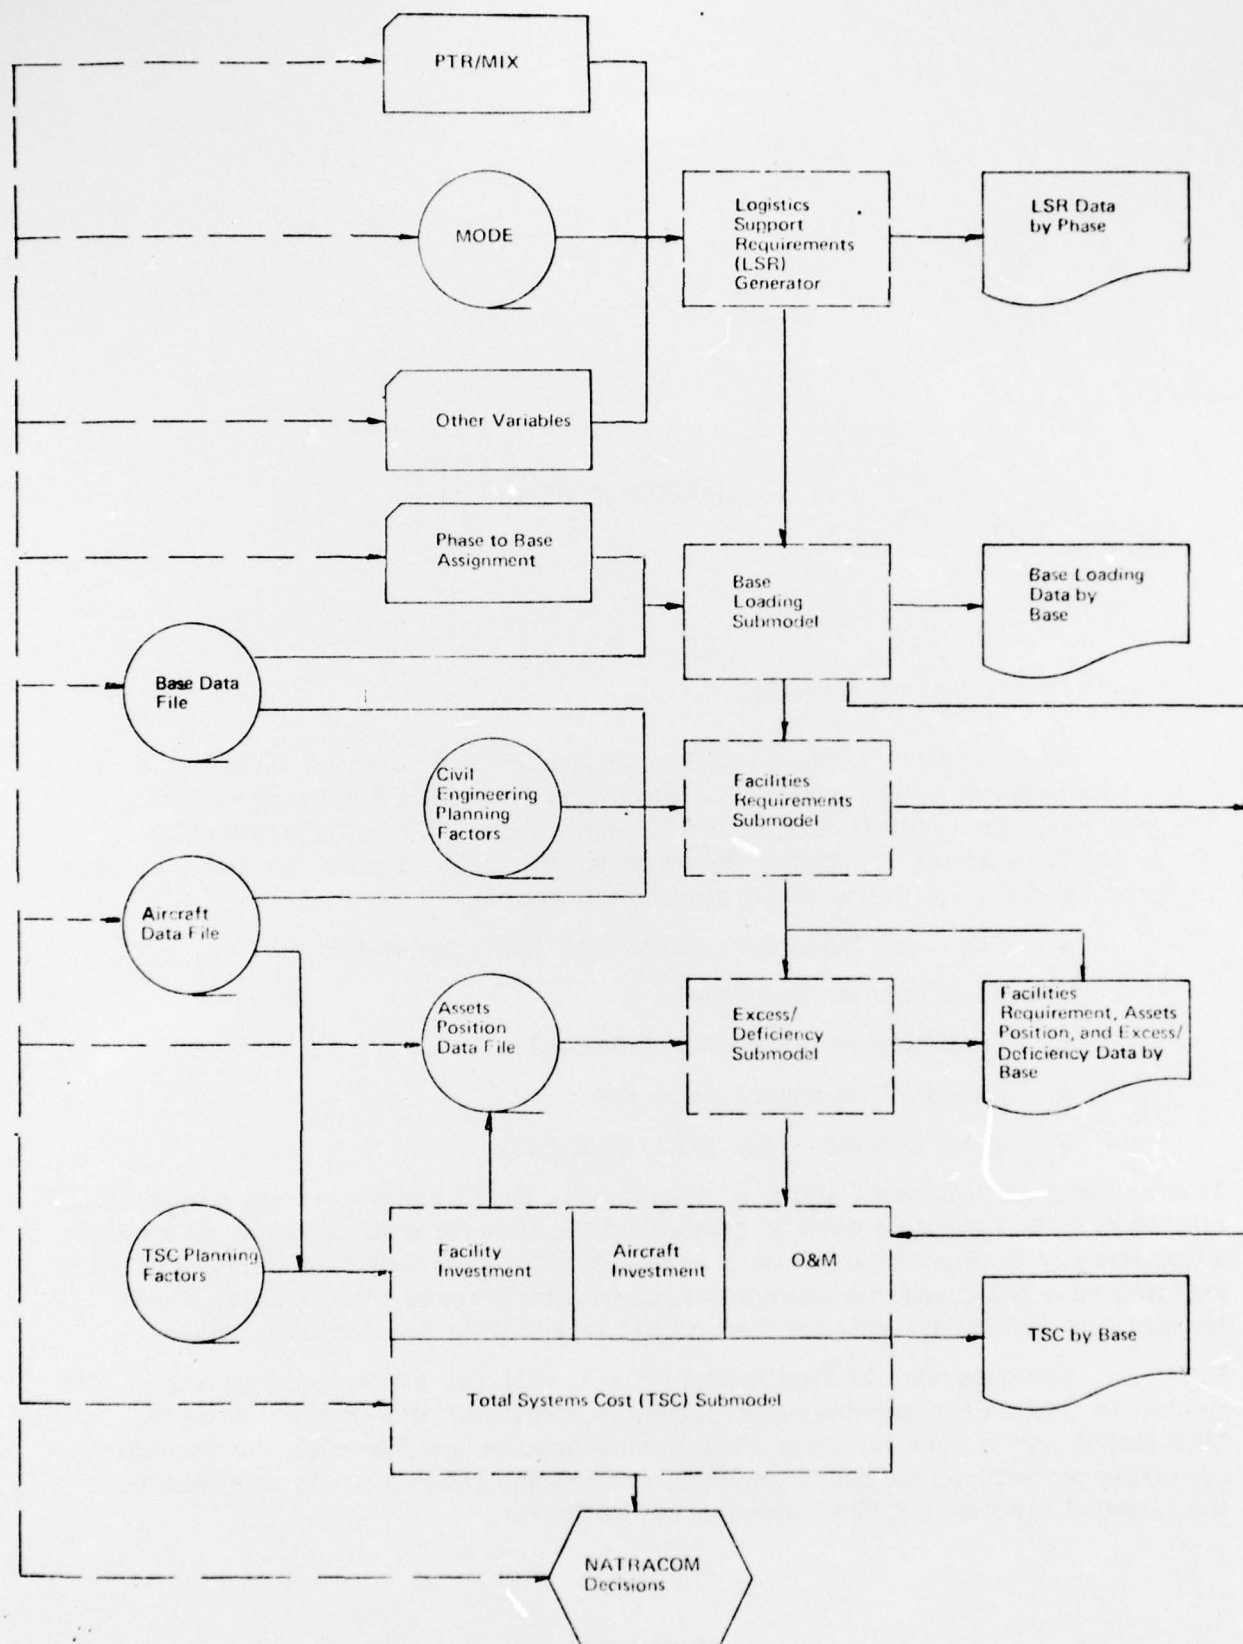 PTR/MIX
MODE
Logistics
Support
Requirements
(LSR)
Generator
LSR Data
by Phase
Other Variables
Phase to Base
Assignment
Base
Loading
Submodel
Base Loading
Data by
Base
Base Data
File
Civil
Engineering
Planning
Factors
Facilities
Requirements
Submodel
Aircraft
Data File
Assets
Position
Data File
Excess/
Deficiency
Submodel
Facilities
Requirement, Assets
Position, and Excess/
Deficiency Data by
Base
TSC Planning
Factors
Facility
Investment
Aircraft
Investment
O&M
TSC by Base
Total Systems Cost (TSC) Submodel
NATRACOM
Decisions